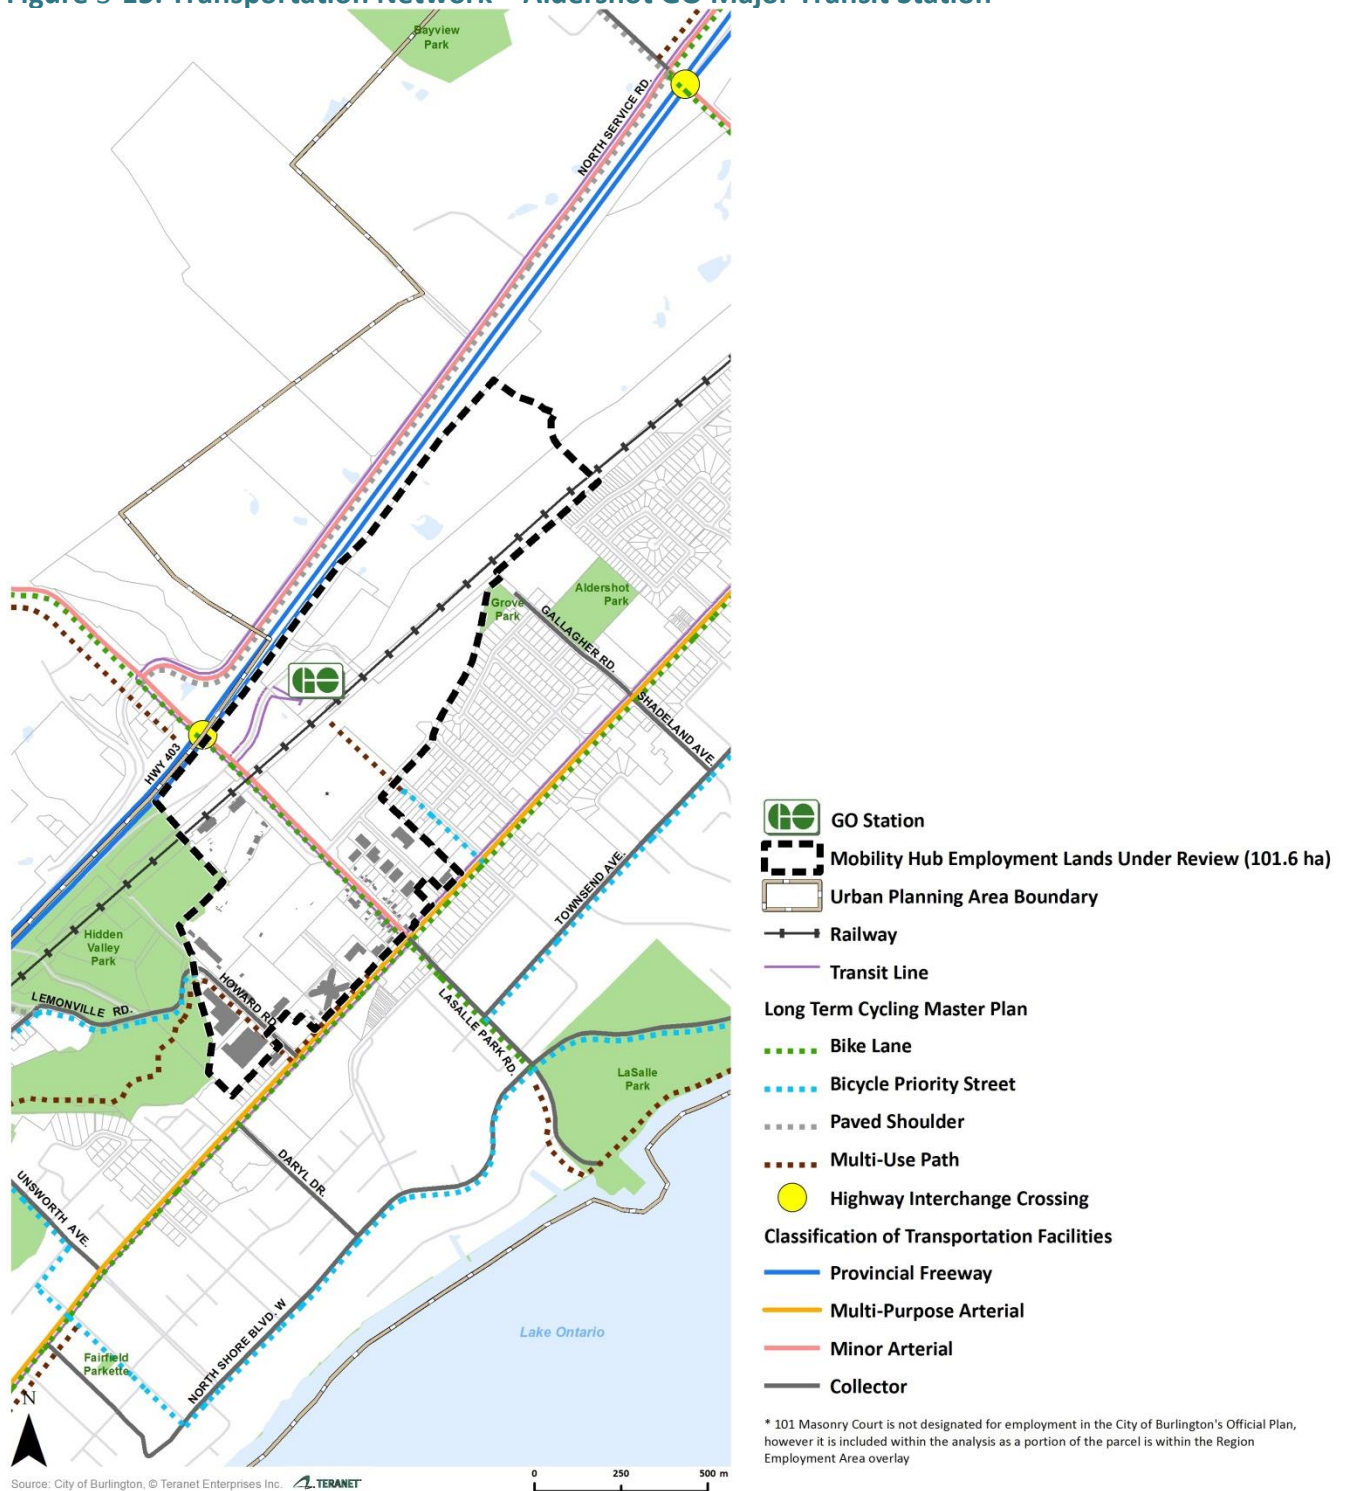 Figure 5-13: Transportation Network – Aldershot GO Major Transit Station
Bayview
Park
NORTH SERVICE RD.
Aldershot
Park
Grove
Park
GALLAGHER RD.
SHADELAND AVE.
HWY 403
TOWNSEND AVE.
Hidden
Valley
Park
LEMONVILLE RD.
HOWARD RD.
LASALLE PARK RD.
LaSalle
Park
DARYL DR.
UNSWORTH AVE.
NORTH SHORE BLVD. W
Lake Ontario
Fairfield
Parkette
N
GO Station
Mobility Hub Employment Lands Under Review (101.6 ha)
Urban Planning Area Boundary
Railway
Transit Line
Long Term Cycling Master Plan
Bike Lane
Bicycle Priority Street
Paved Shoulder
Multi-Use Path
Highway Interchange Crossing
Classification of Transportation Facilities
Provincial Freeway
Multi-Purpose Arterial
Minor Arterial
Collector
* 101 Masonry Court is not designated for employment in the City of Burlington's Official Plan,
however it is included within the analysis as a portion of the parcel is within the Region
Employment Area overlay
Source: City of Burlington, © Teranet Enterprises Inc. TERANET
0 250 500 m